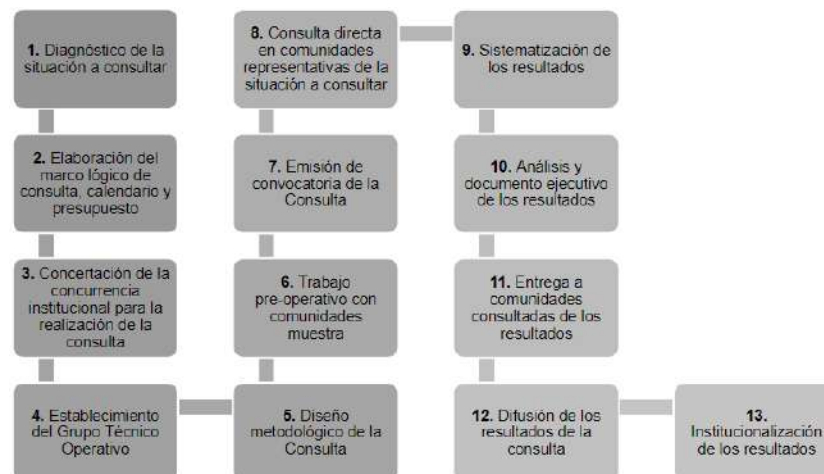 1. Diagnóstico de la
situación a consultar
2. Elaboración del
marco lógico de
consulta, calendario y
presupuesto
3. Concertación de la
concurrencia
institucional para la
realización de la
consulta
4. Establecimiento
del Grupo Técnico
Operativo
5. Diseño
metodológico de la
Consulta
6. Trabajo
pre-operativo con
comunidades
muestra
7. Emisión de
convocatoria de la
Consulta
8. Consulta directa
en comunidades
representativas de la
situación a consultar
9. Sistematización de
los resultados
10. Análisis y
documento ejecutivo
de los resultados
11. Entrega a
comunidades
consultadas de los
resultados
12. Difusión de los
resultados de la
consulta
13.
Institucionalización
de los resultados